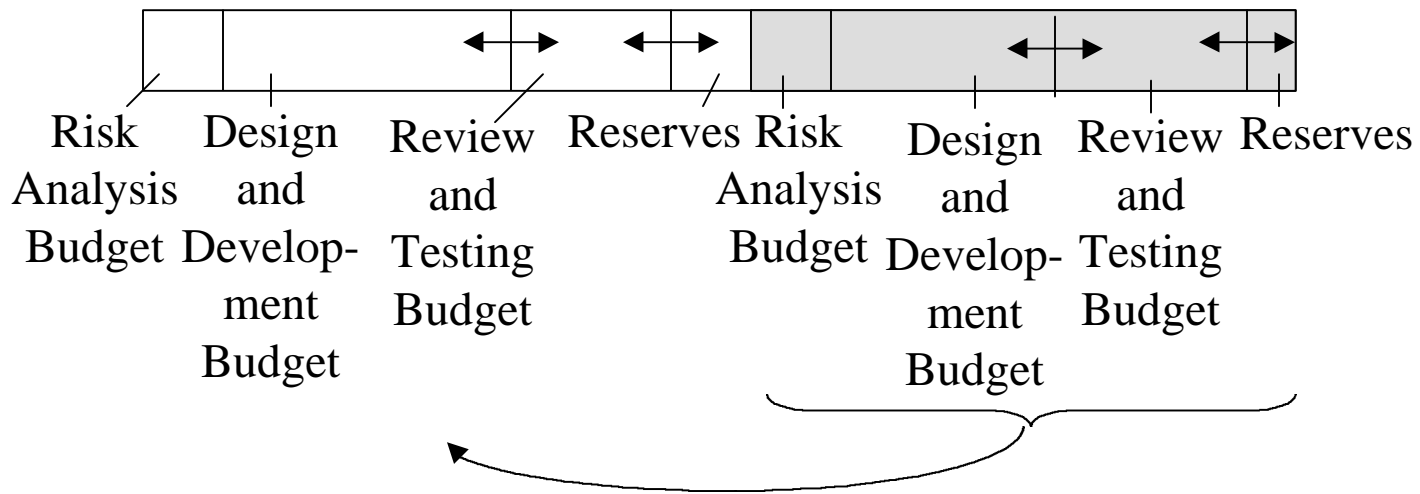 Risk
Analysis
Budget
Design
and
Develop-
ment
Budget
Review
and
Testing
Budget
Reserves
Risk
Analysis
Budget
Design
and
Develop-
ment
Budget
Review
and
Testing
Budget
Reserves